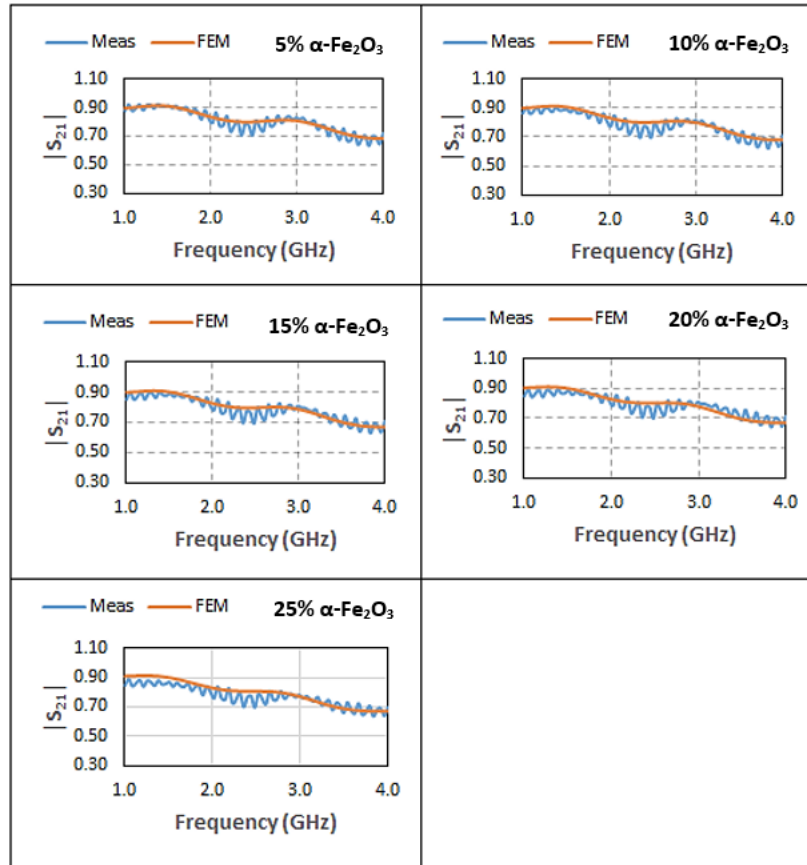 Meas FEM 5% α-Fe₂O₃
1.10
0.90
0.70
0.50
0.30
|S₂₁|
1.0 2.0 3.0 4.0
Frequency (GHz)
Meas FEM 10% α-Fe₂O₃
1.10
0.90
0.70
0.50
0.30
|S₂₁|
1.0 2.0 3.0 4.0
Frequency (GHz)
Meas FEM 15% α-Fe₂O₃
1.10
0.90
0.70
0.50
0.30
|S₂₁|
1.0 2.0 3.0 4.0
Frequency (GHz)
Meas FEM 20% α-Fe₂O₃
1.10
0.90
0.70
0.50
0.30
|S₂₁|
1.0 2.0 3.0 4.0
Frequency (GHz)
Meas FEM 25% α-Fe₂O₃
1.10
0.90
0.70
0.50
0.30
|S₂₁|
1.0 2.0 3.0 4.0
Frequency (GHz)